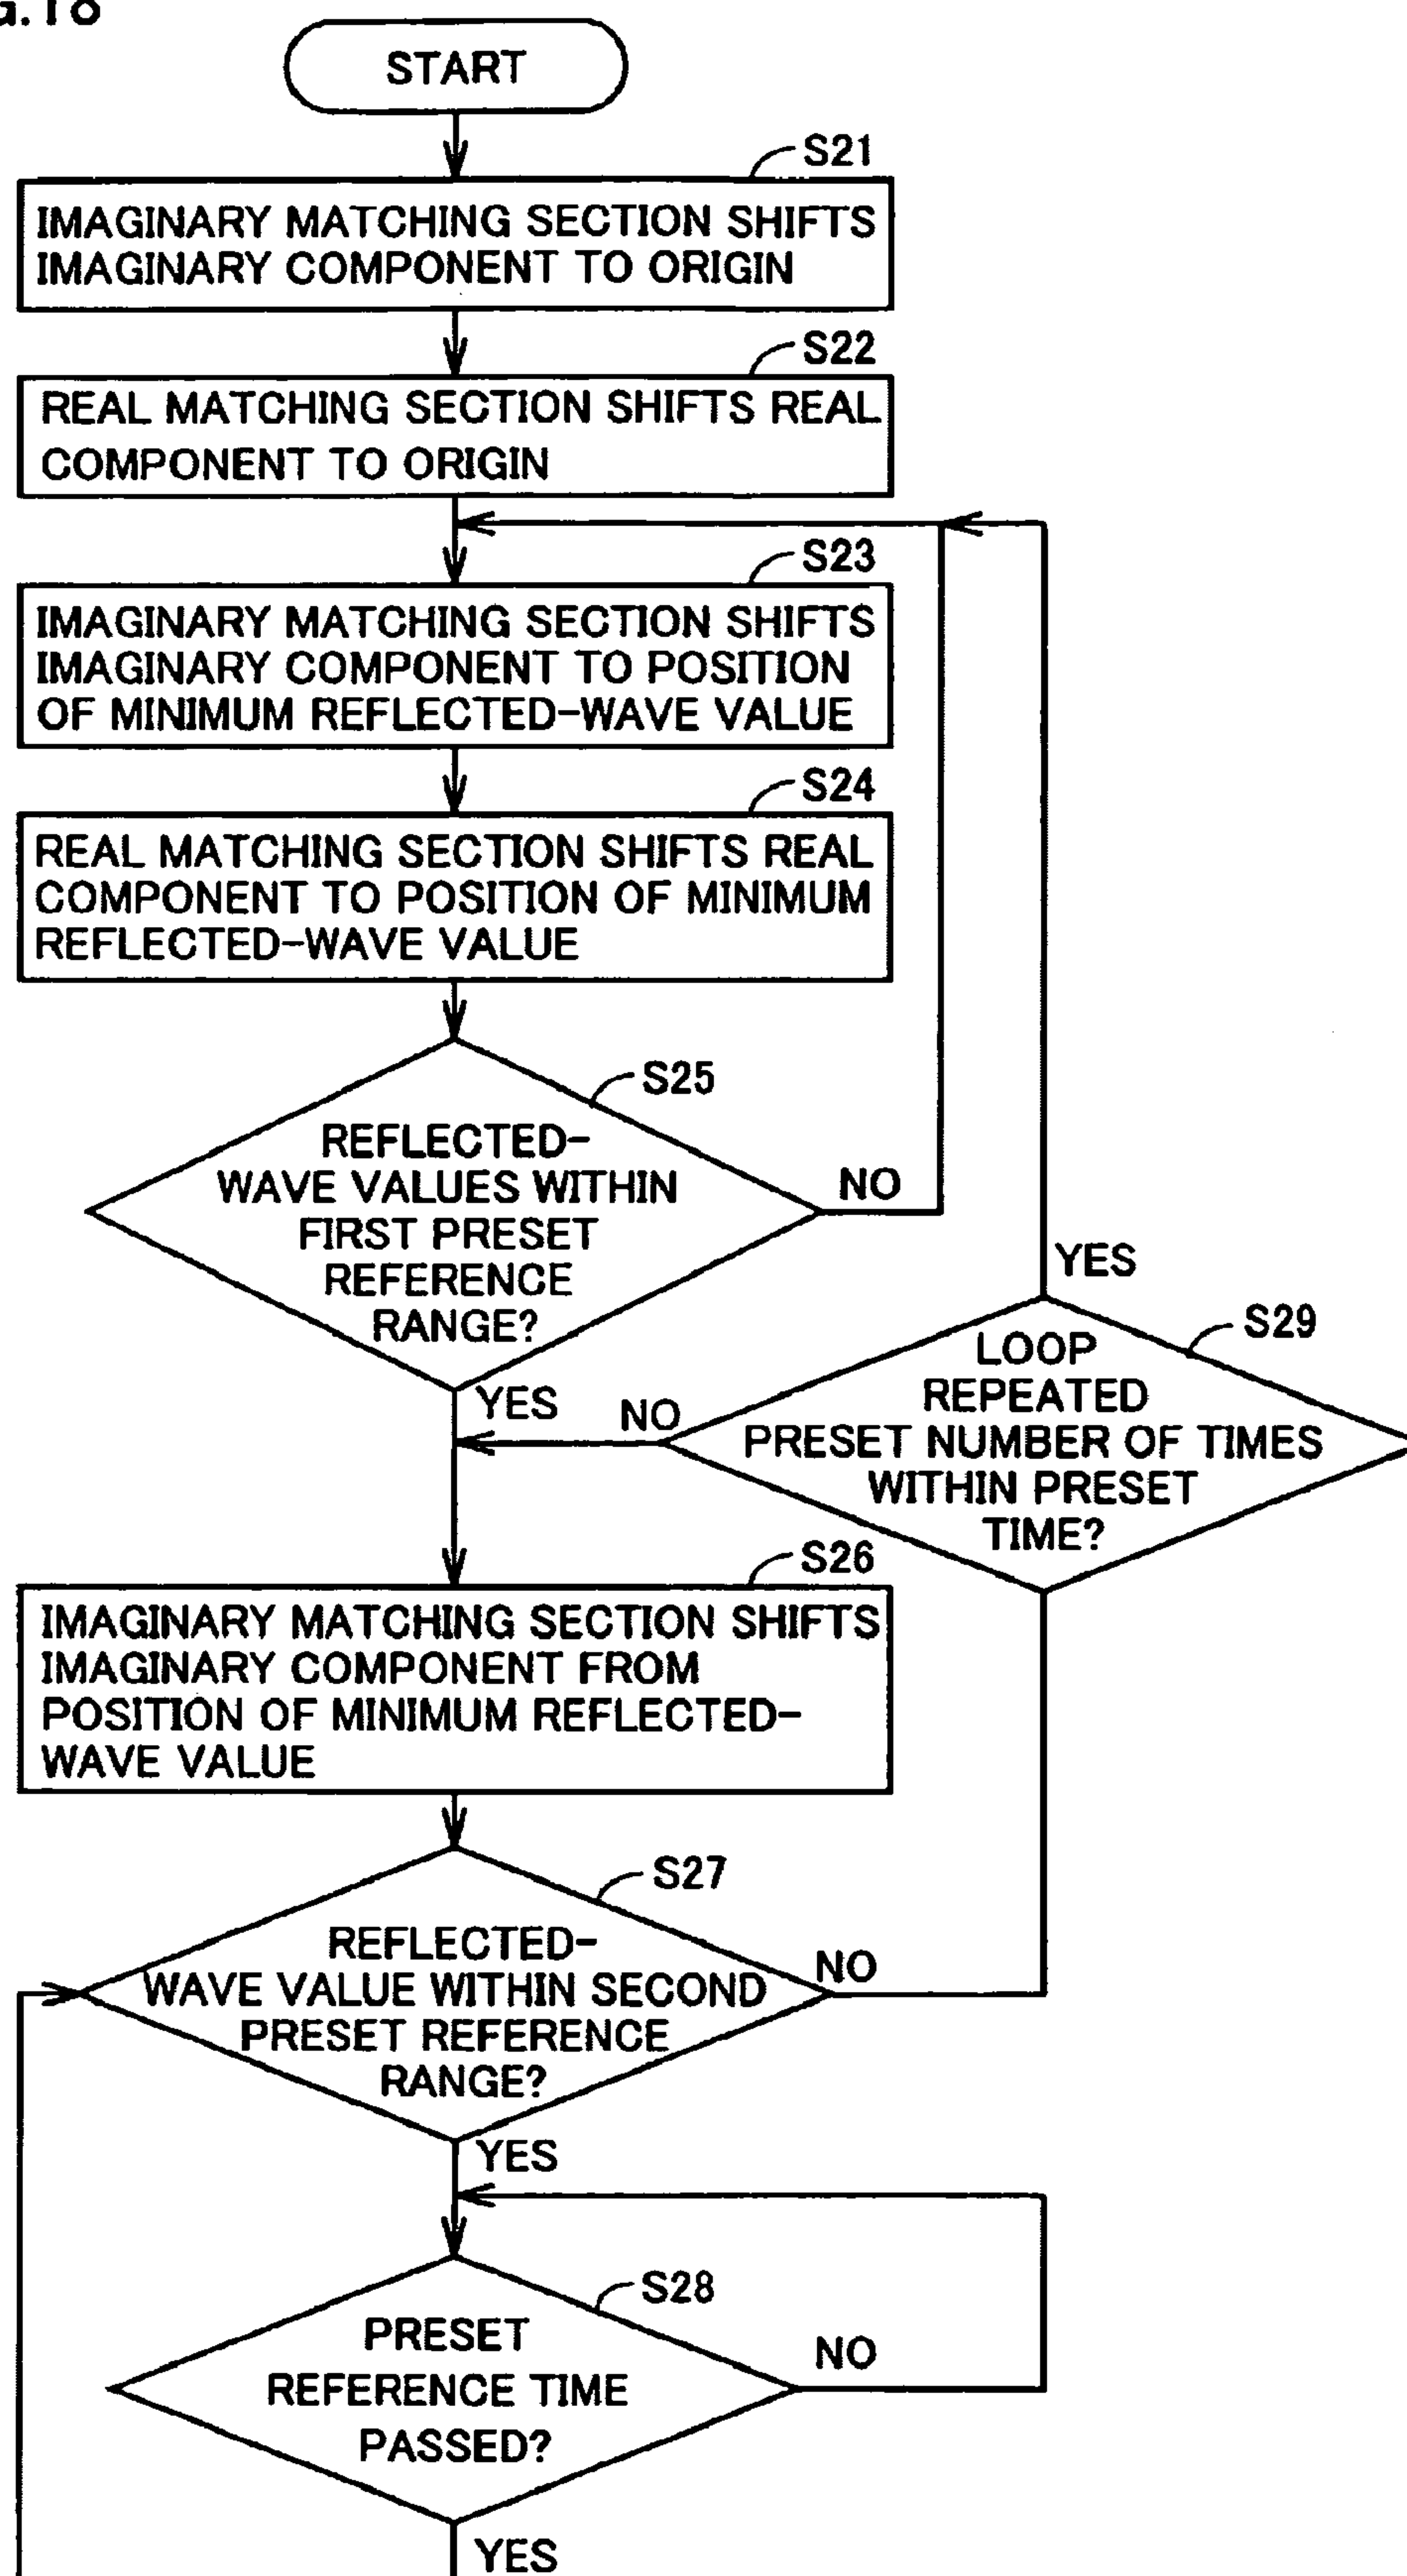 G.18
START
S21
IMAGINARY MATCHING SECTION SHIFTS
IMAGINARY COMPONENT TO ORIGIN
S22
REAL MATCHING SECTION SHIFTS REAL
COMPONENT TO ORIGIN
S23
IMAGINARY MATCHING SECTION SHIFTS
IMAGINARY COMPONENT TO POSITION
OF MINIMUM REFLECTED-WAVE VALUE
S24
REAL MATCHING SECTION SHIFTS REAL
COMPONENT TO POSITION OF MINIMUM
REFLECTED-WAVE VALUE
S25
REFLECTED-
WAVE VALUES WITHIN
FIRST PRESET
REFERENCE
RANGE?
NO
YES
YES
NO
S29
LOOP
REPEATED
PRESET NUMBER OF TIMES
WITHIN PRESET
TIME?
S26
IMAGINARY MATCHING SECTION SHIFTS
IMAGINARY COMPONENT FROM
POSITION OF MINIMUM REFLECTED-
WAVE VALUE
S27
REFLECTED-
WAVE VALUE WITHIN SECOND
PRESET REFERENCE
RANGE?
NO
YES
S28
PRESET
REFERENCE TIME
PASSED?
NO
YES